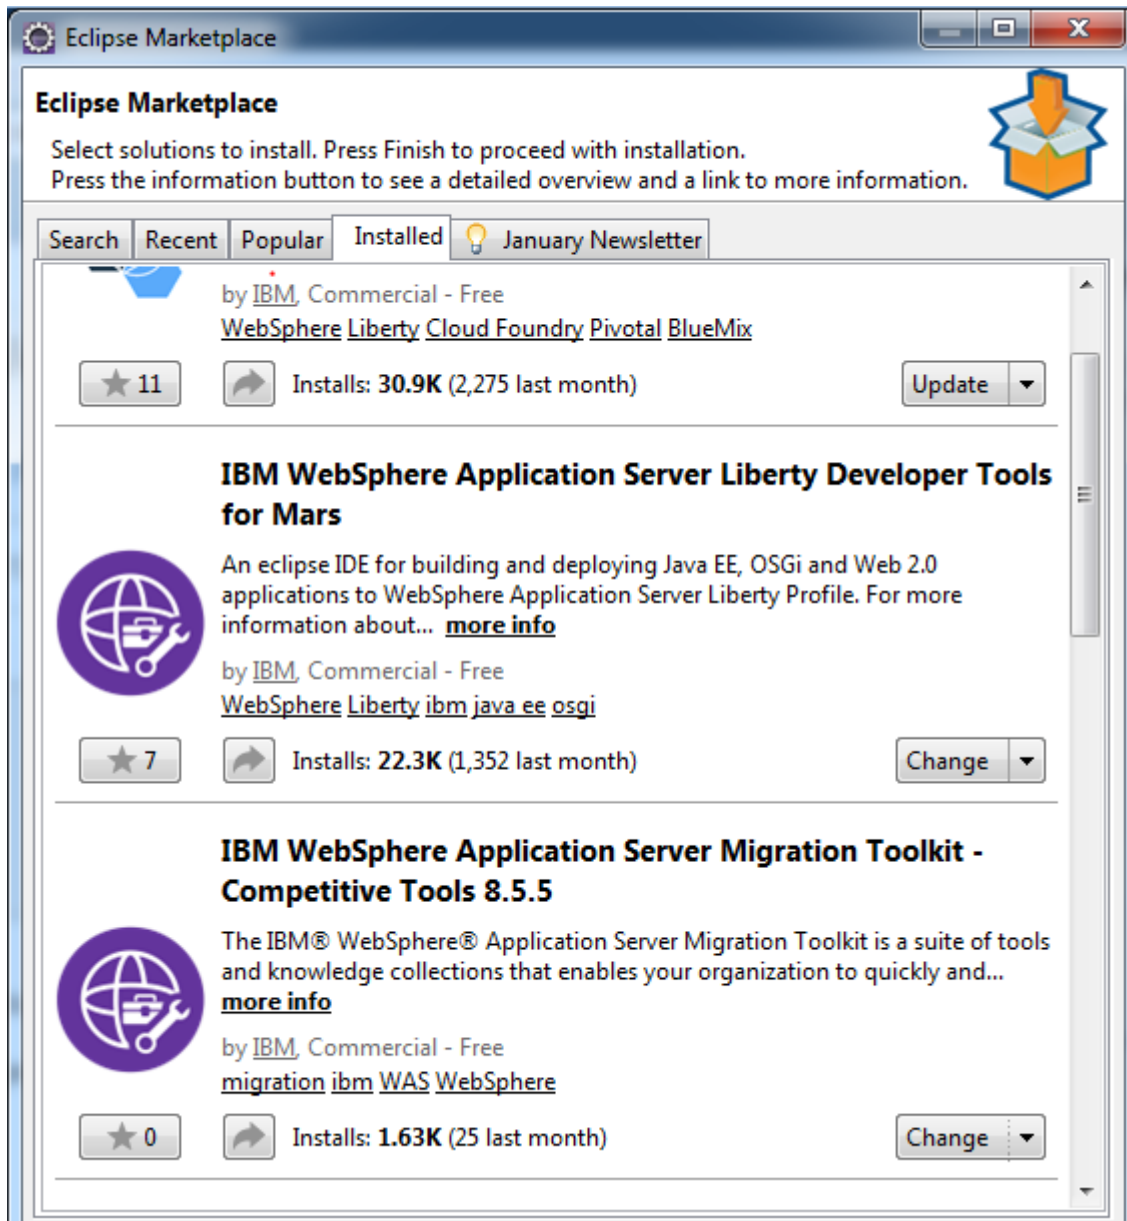 Eclipse Marketplace
Eclipse Marketplace
Select solutions to install. Press Finish to proceed with installation.
Press the information button to see a detailed overview and a link to more information.
Search Recent Popular Installed January Newsletter
by IBM, Commercial - Free
WebSphere Liberty Cloud Foundry Pivotal BlueMix
11 Installs: 30.9K (2,275 last month) Update
IBM WebSphere Application Server Liberty Developer Tools
for Mars
An eclipse IDE for building and deploying Java EE, OSGi and Web 2.0
applications to WebSphere Application Server Liberty Profile. For more
information about... more info
by IBM, Commercial - Free
WebSphere Liberty ibm java ee osgi
7 Installs: 22.3K (1,352 last month) Change
IBM WebSphere Application Server Migration Toolkit -
Competitive Tools 8.5.5
The IBM® WebSphere® Application Server Migration Toolkit is a suite of tools
and knowledge collections that enables your organization to quickly and...
more info
by IBM, Commercial - Free
migration ibm WAS WebSphere
0 Installs: 1.63K (25 last month) Change